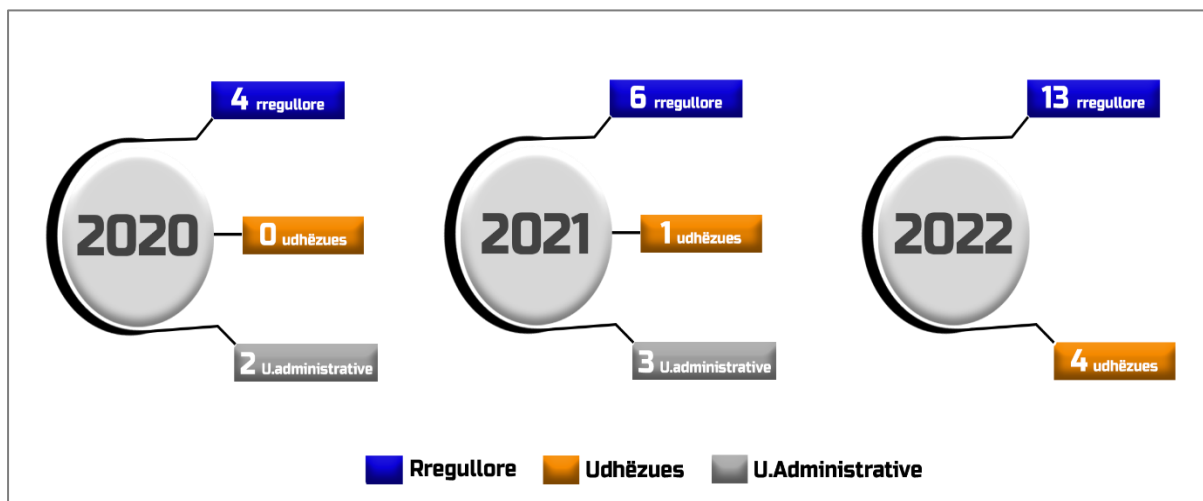 4 rregullore
2020
0 udhëzues
2 U.administrative
6 rregullore
2021
1 udhëzues
3 U.administrative
13 rregullore
2022
4 udhëzues
Rregullore
Udhëzues
U.Administrative